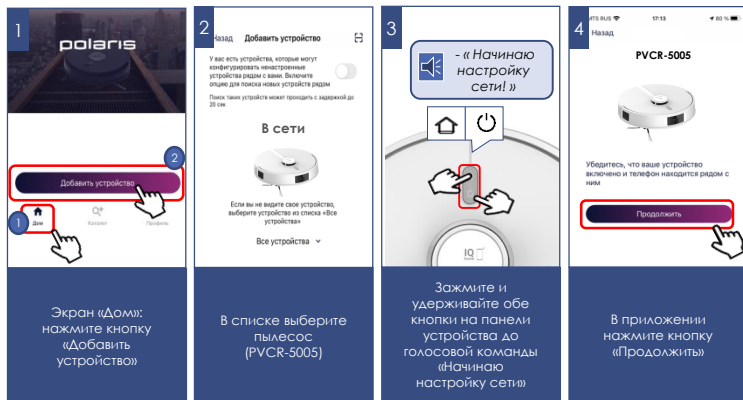 1
polaris
2
Добавить устройство
1
Дом
Каталог
Профиль
Экран «Дом»:
нажмите кнопку
«Добавить
устройство»
2
Назад
Добавить устройство
У вас есть устройства, которые могут
конфигурировать ненастроенные
устройства рядом с вами. Включите
опцию для поиска новых устройств рядом
Поиск таких устройств может проходить с задержкой до
20 сек
В сети
Если вы не видите свое устройство,
выберите устройство из списка «Все
устройства»
Все устройства
В списке выберите
пылесос
(PVCR-5005)
3
- « Начинаю
настройку
сети! »
IQ
Зажмите и
удерживайте обе
кнопки на панели
устройства до
голосовой команды
«Начинаю
настройку сети»
4
MTS RUS 17:13 80 %
Назад
PVCR-5005
Убедитесь, что ваше устройство
включено и телефон находится рядом с
ним
Продолжить
В приложении
нажмите кнопку
«Продолжить»